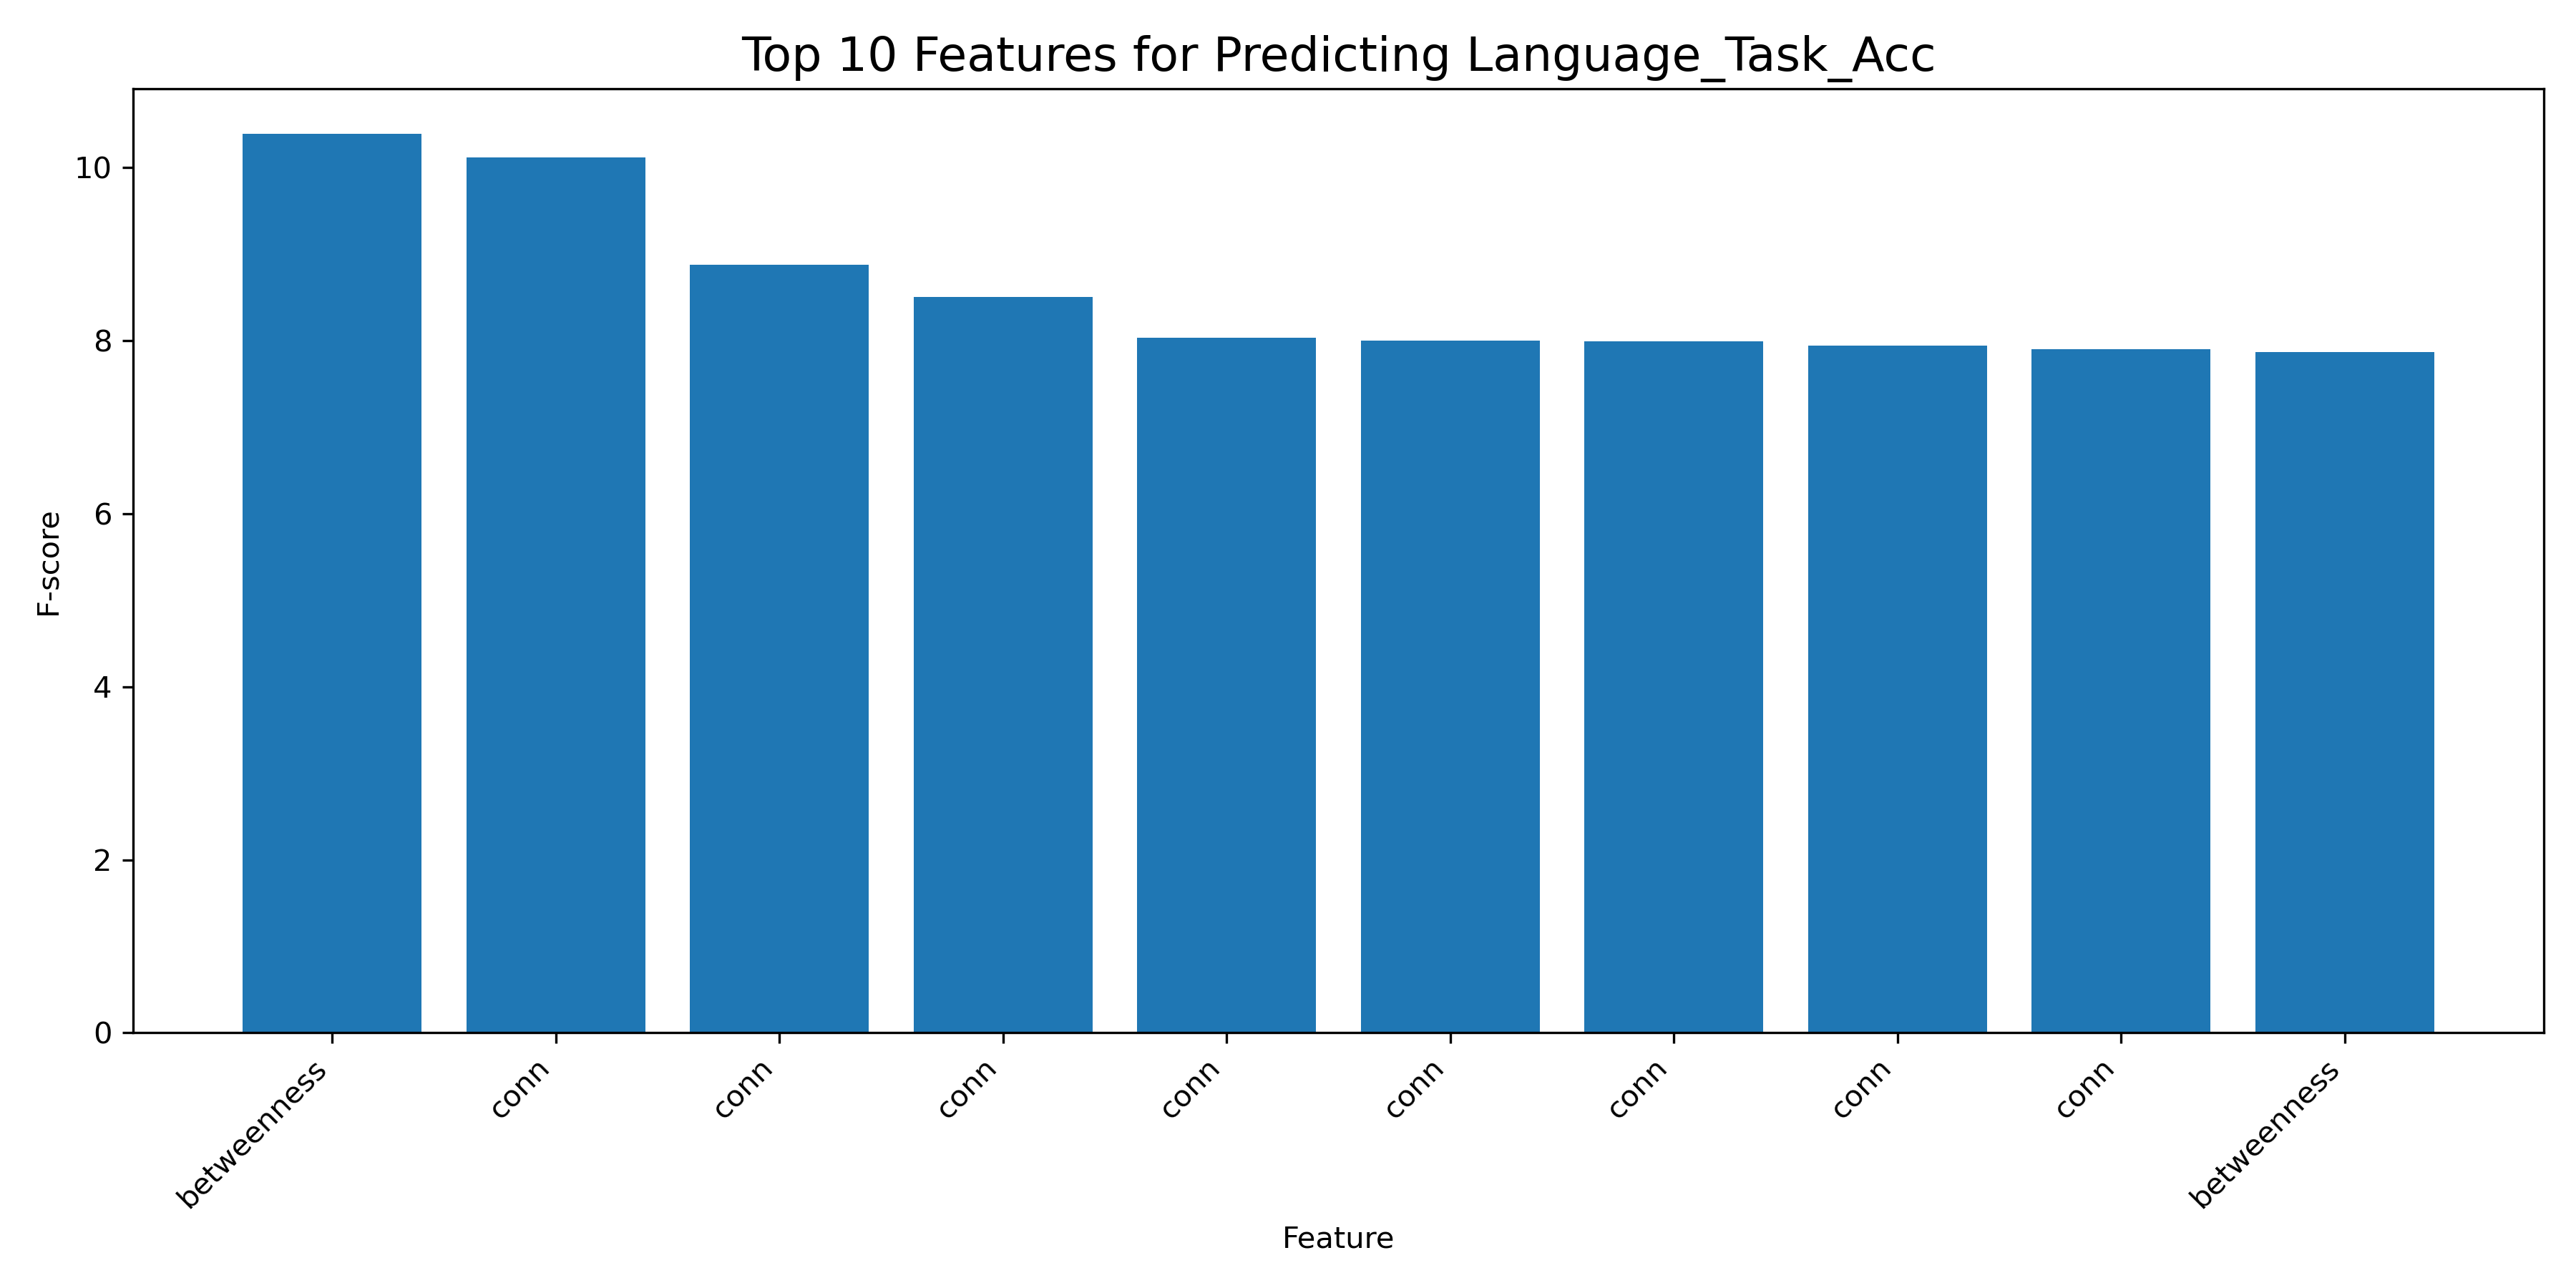 Top 10 Features for Predicting Language_Task_Acc
F-score
10
8
6
4
2
0
betweenness
conn
conn
conn
conn
conn
conn
conn
conn
betweenness
Feature